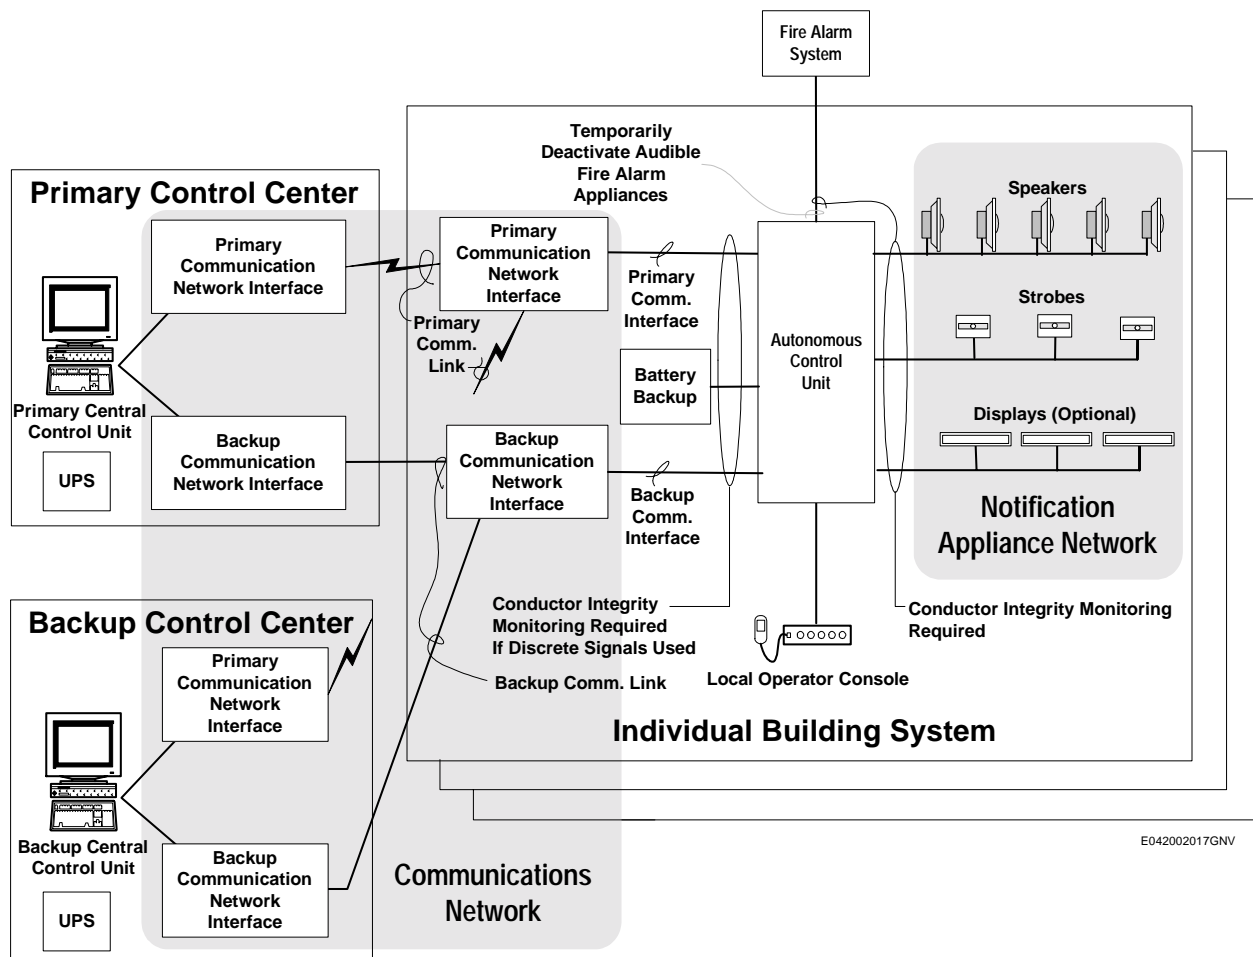 Fire Alarm
System
Temporarily
Deactivate Audible
Fire Alarm
Appliances
Primary Control Center
Primary
Communication
Network Interface
Primary Central
Control Unit
UPS
Backup
Communication
Network Interface
Primary
Communication
Network
Interface
Primary
Comm.
Link
Primary
Comm.
Interface
Battery
Backup
Backup
Communication
Network
Interface
Backup
Comm.
Interface
Autonomous
Control
Unit
Speakers
Strobes
Displays (Optional)
Notification
Appliance Network
Conductor Integrity
Monitoring Required
If Discrete Signals Used
Backup Comm. Link
Conductor Integrity Monitoring
Required
Local Operator Console
Individual Building System
Backup Control Center
Primary
Communication
Network
Interface
Backup Central
Control Unit
UPS
Backup
Communication
Network
Interface
Communications
Network
E042002017GNV